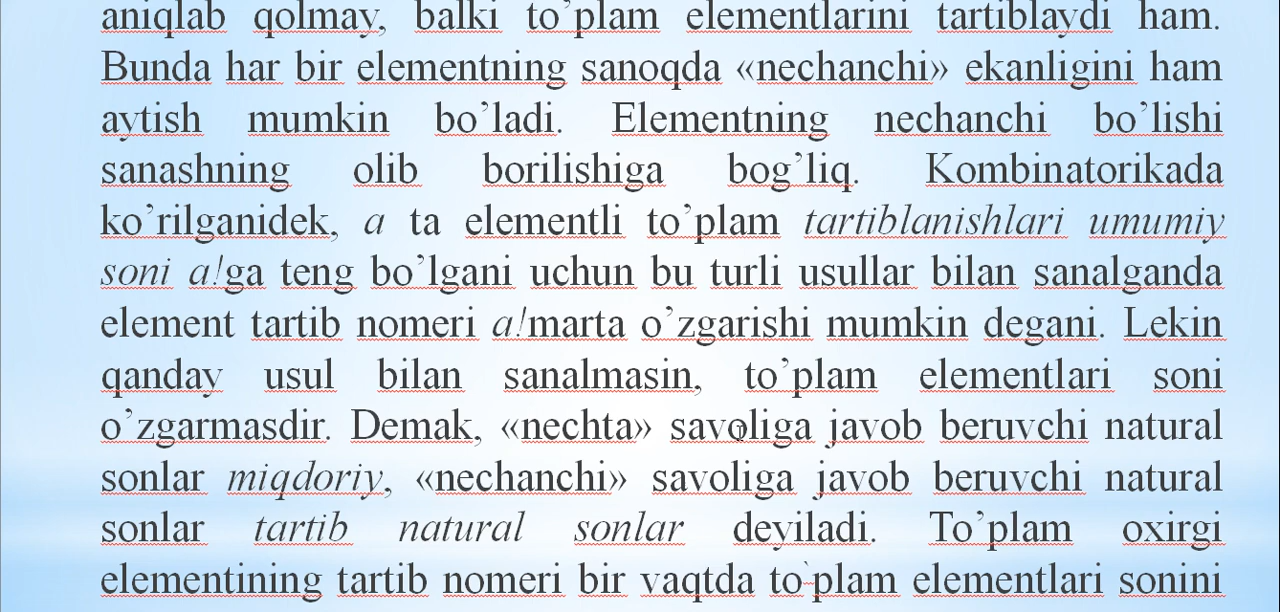 aniqlab qolmay, balki to’plam elementlarini tartiblaydi ham.
Bunda har bir elementning sanoqda «nechanchi» ekanligini ham
aytish mumkin bo’ladi. Elementning nechanchi bo’lishi
sanashning olib borilishiga bog’liq. Kombinatorikada
ko’rilganidek, a ta elementli to’plam tartiblanishlari umumiy
soni a!ga teng bo’lgani uchun bu turli usullar bilan sanalganda
element tartib nomeri a!marta o’zgarishi mumkin degani. Lekin
qanday usul bilan sanalmasin, to’plam elementlari soni
o’zgarmasdir. Demak, «nechta» savoliga javob beruvchi natural
sonlar miqdoriy, «nechanchi» savoliga javob beruvchi natural
sonlar tartib natural sonlar deyiladi. To’plam oxirgi
elementining tartib nomeri bir vaqtda to`plam elementlari sonini